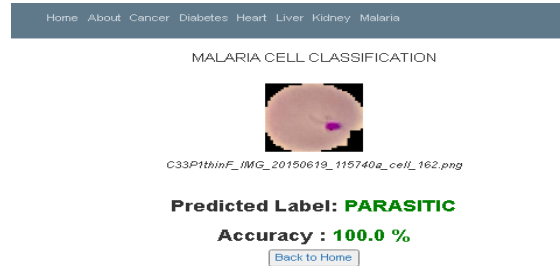 Home About Cancer Diabetes Heart Liver Kidney Malaria
MALARIA CELL CLASSIFICATION
C33P1thinF_IMG_20150619_115740a_cell_162.png
Predicted Label: PARASITIC
Accuracy : 100.0 %
Back to Home